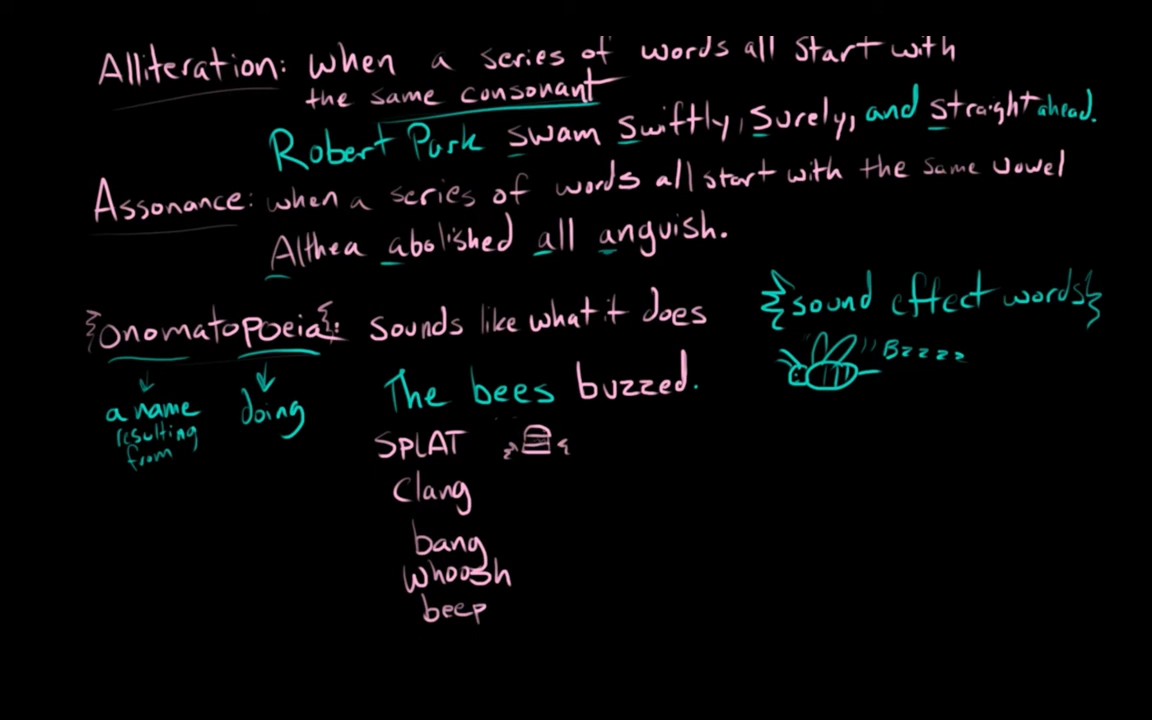 Alliteration: when a series of words all start with
the same consonant
Robert Park swam swiftly, surely, and straight ahead.
Assonance: when a series of words all start with the same vowel
Althea abolished all anguish.
{onomatopoeia}: sounds like what it does
{sound effect words}
Bzzzz
The bees buzzed.
a name
resulting
from
doing
SPLAT
Clang
bang
whoosh
beep